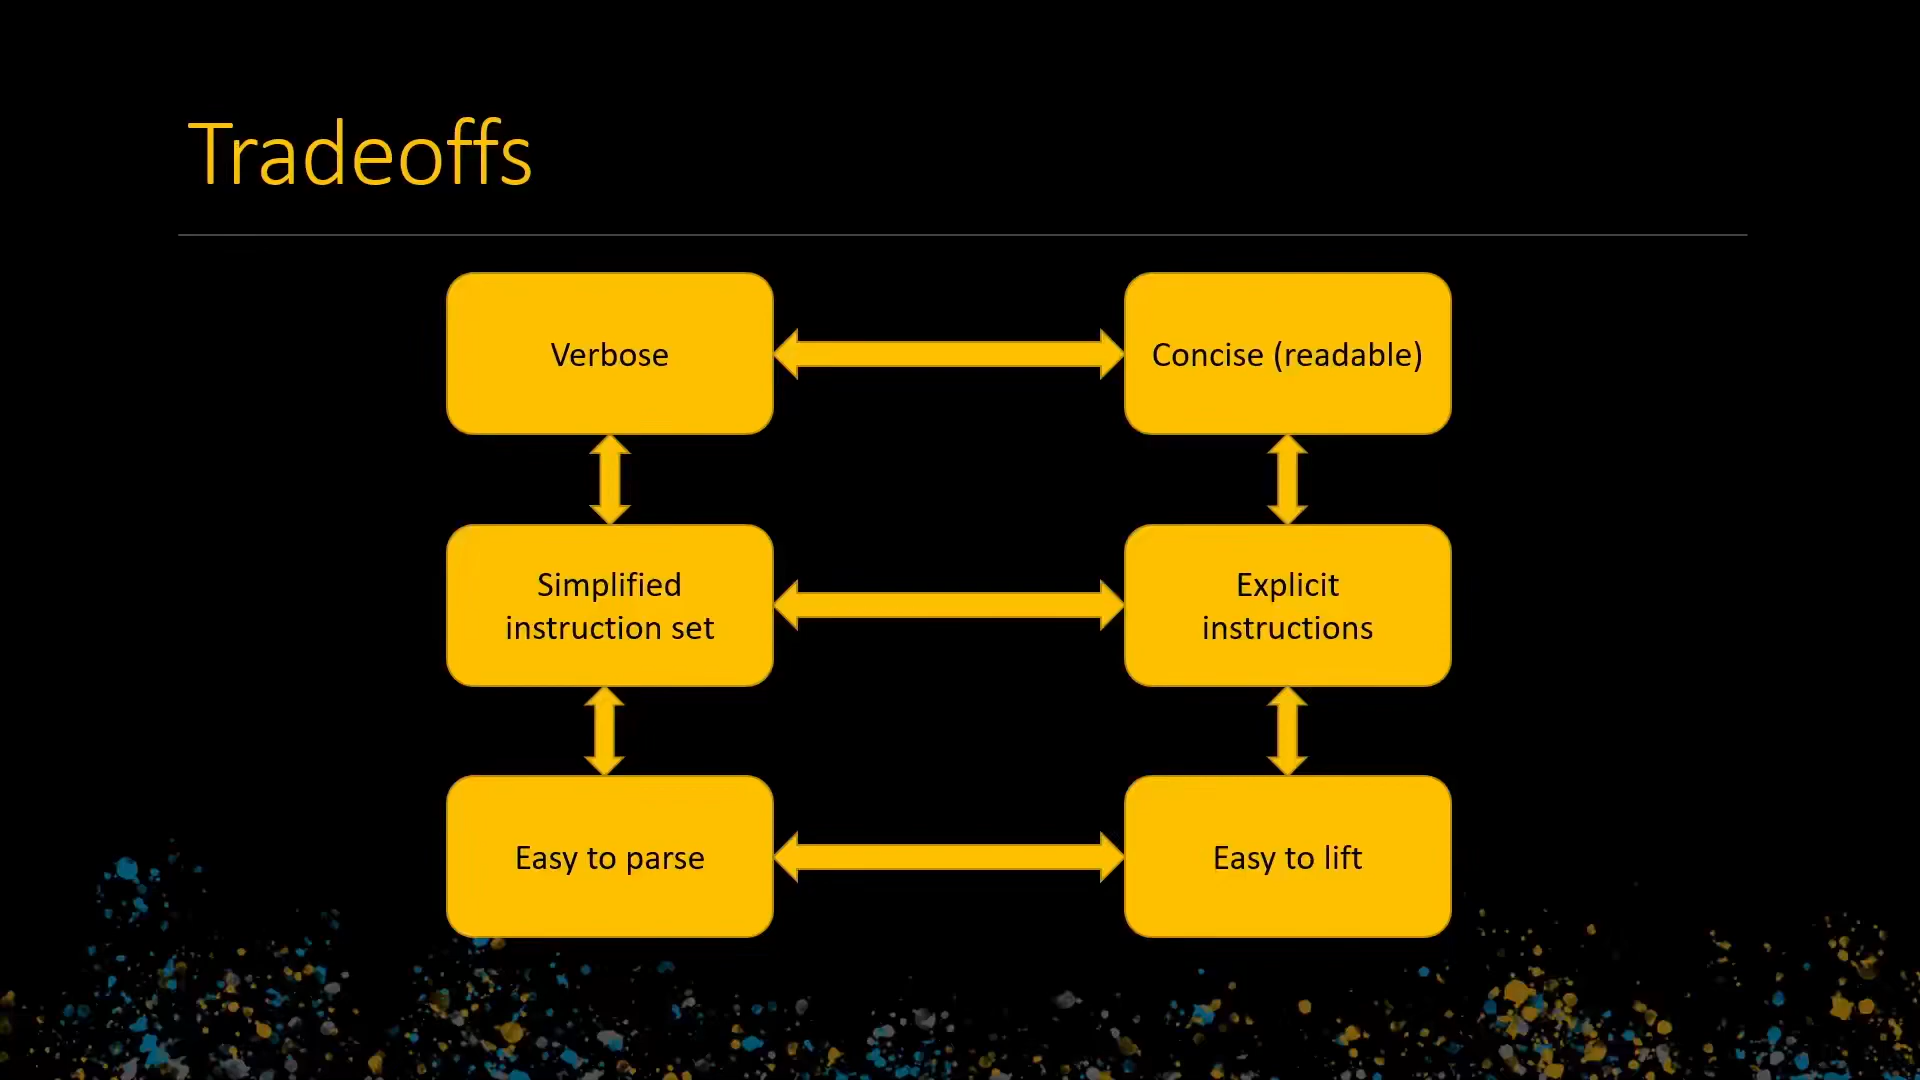 Tradeoffs
Verbose
Concise (readable)
Simplified
instruction set
Explicit
instructions
Easy to parse
Easy to lift